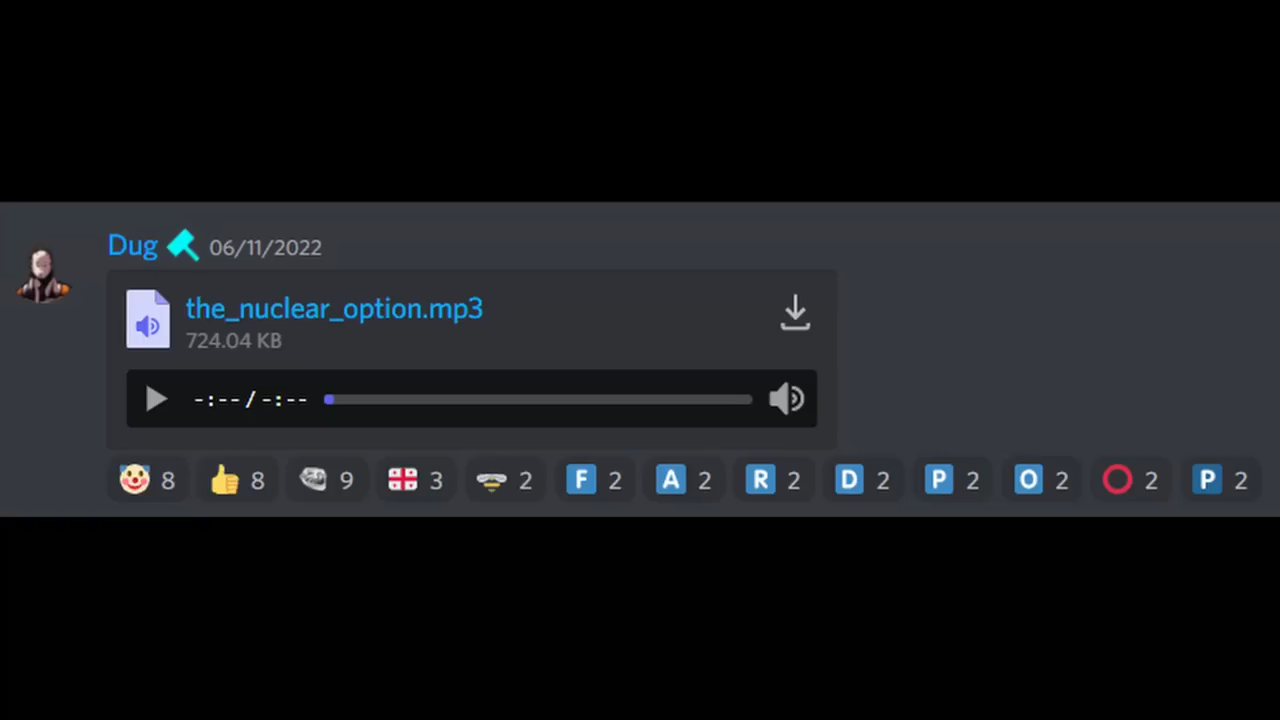 Dug 06/11/2022
the_nuclear_option.mp3
724.04 KB
-:-- / -:--
8 8 9 3 2 F 2 A 2 R 2 D 2 P 2 O 2 2 P 2